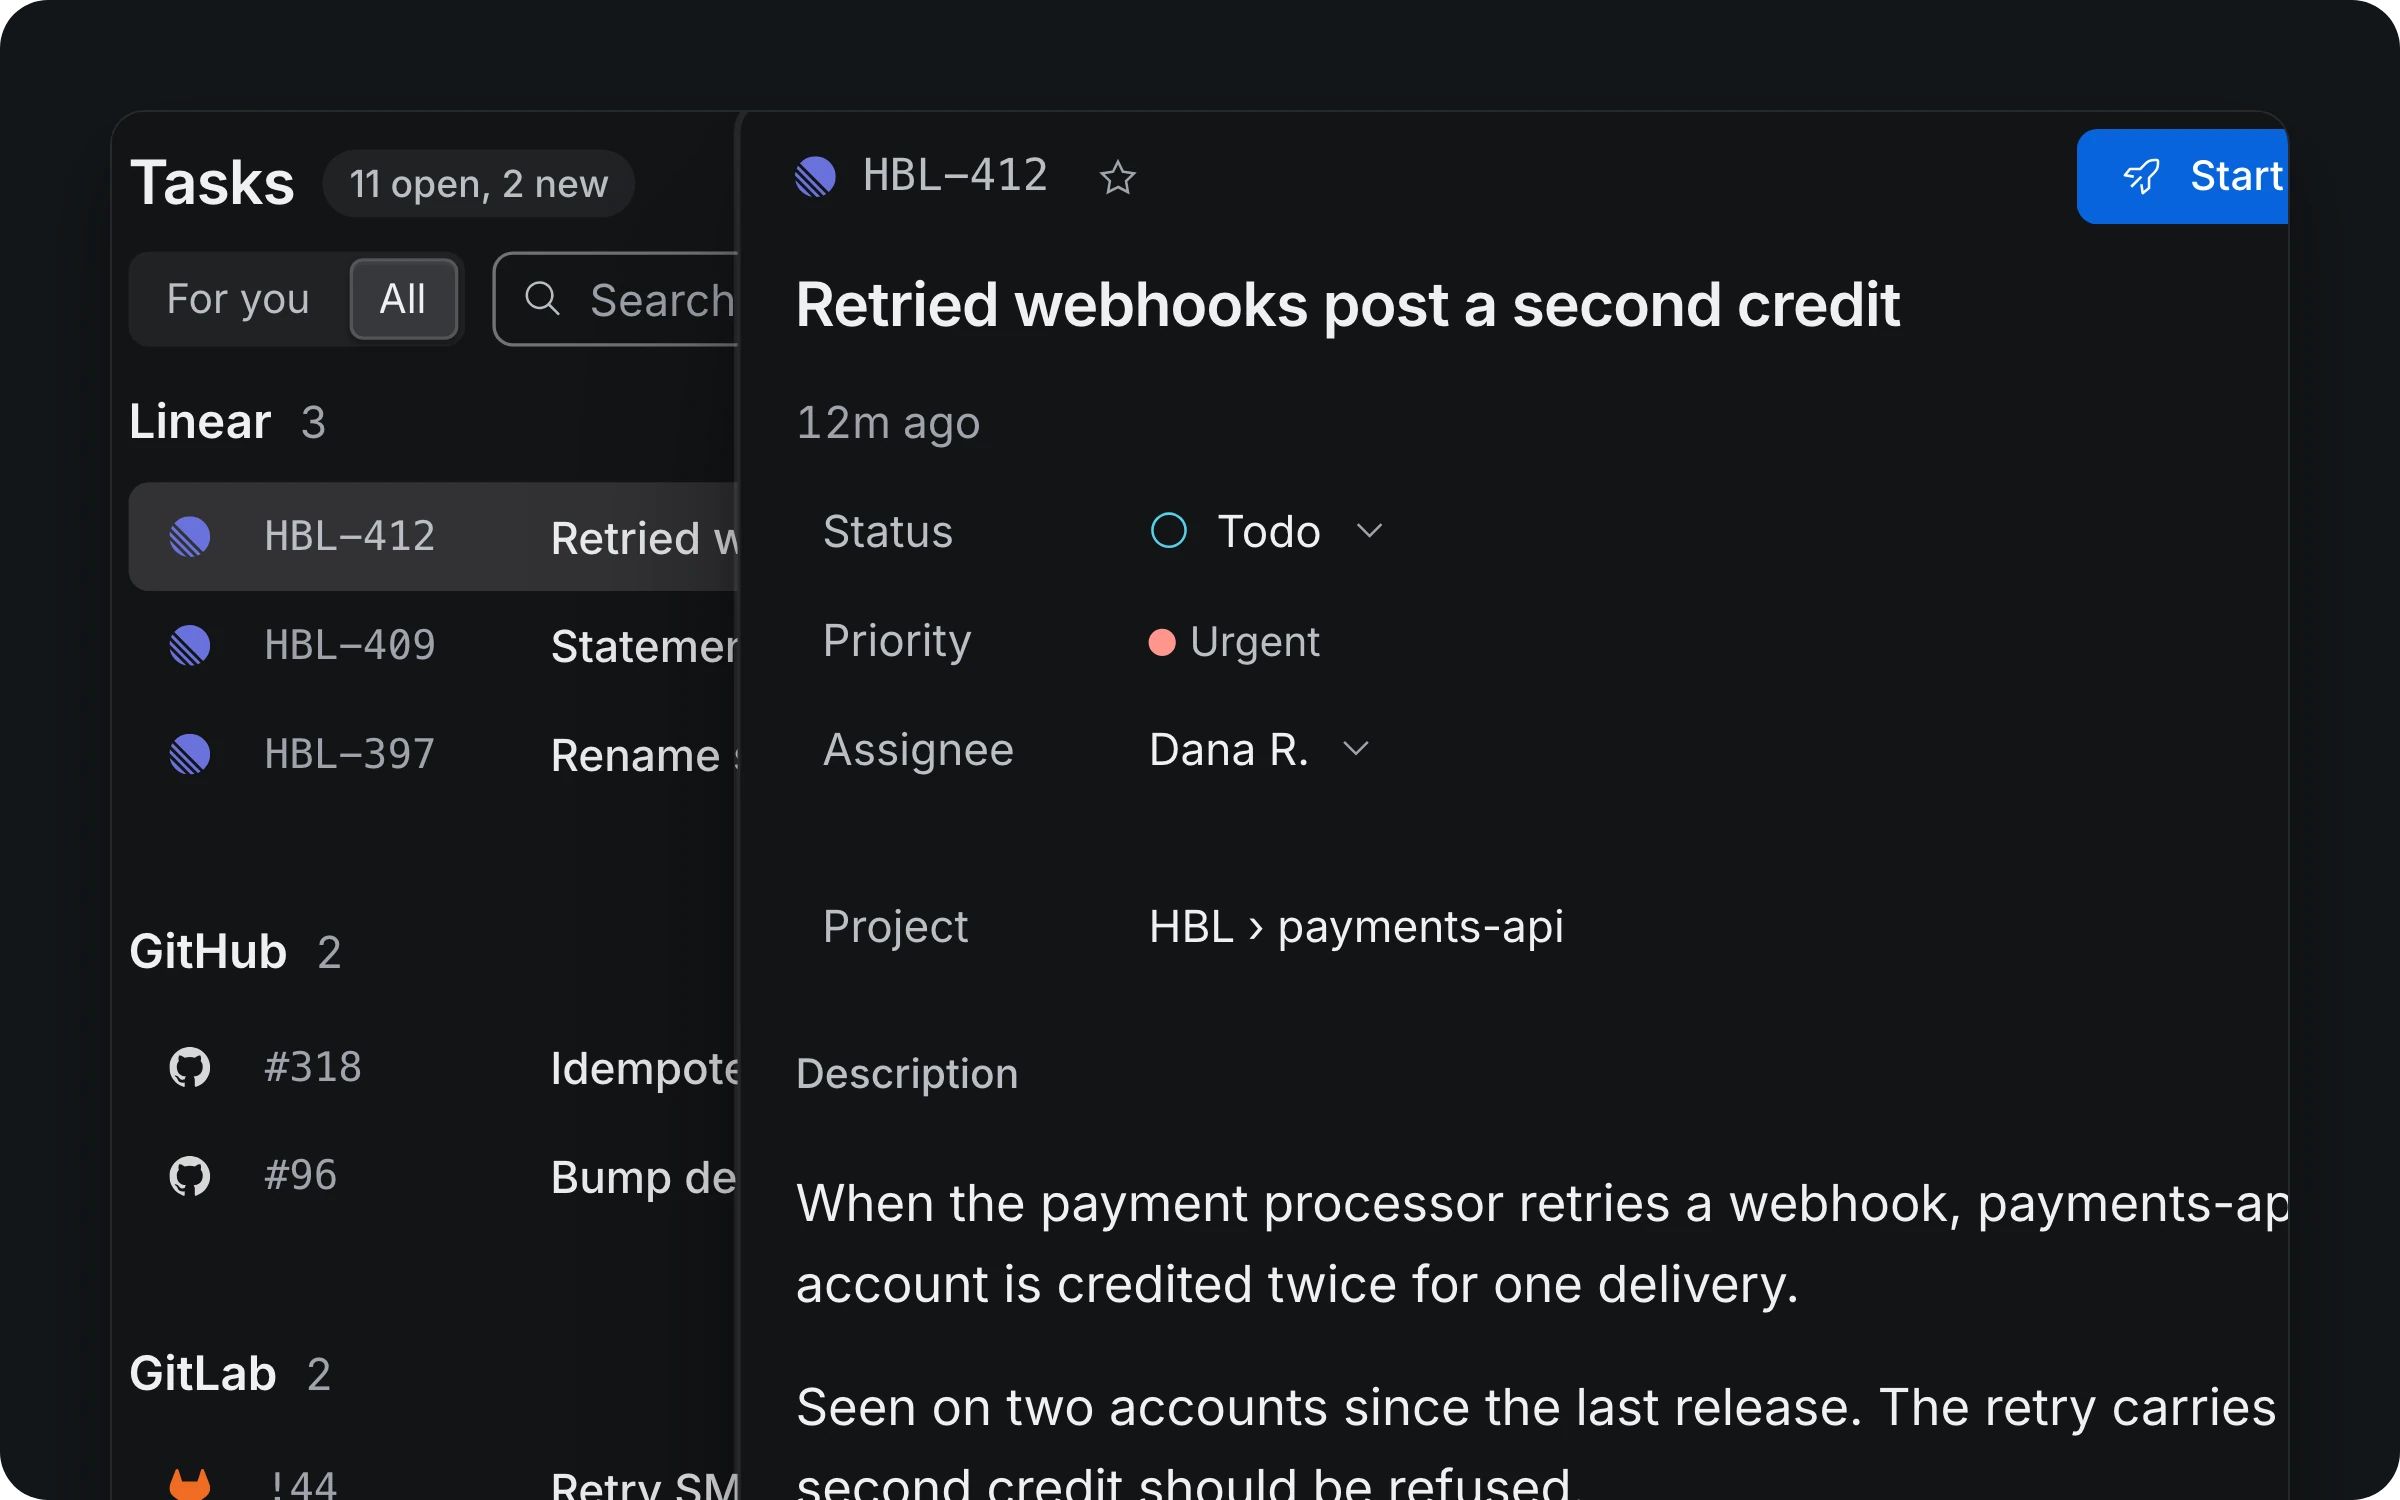 Tasks
11 open, 2 new
For you
All
Search
Linear 3
HBL-412 Retried
HBL-409
HBL-397 Rename
GitHub 2
#318
#96 Bump de
GitLab 2
!44 Retry SM
HBL-412
Start
Retried webhooks post a second credit
12m ago
Status Todo
Priority Urgent
Assignee Dana R.
Project HBL › payments-api
Description
When the payment processor retries a webhook, payments-ap
account is credited twice for one delivery.
Seen on two accounts since the last release. The retry carries
second credit should be refused.